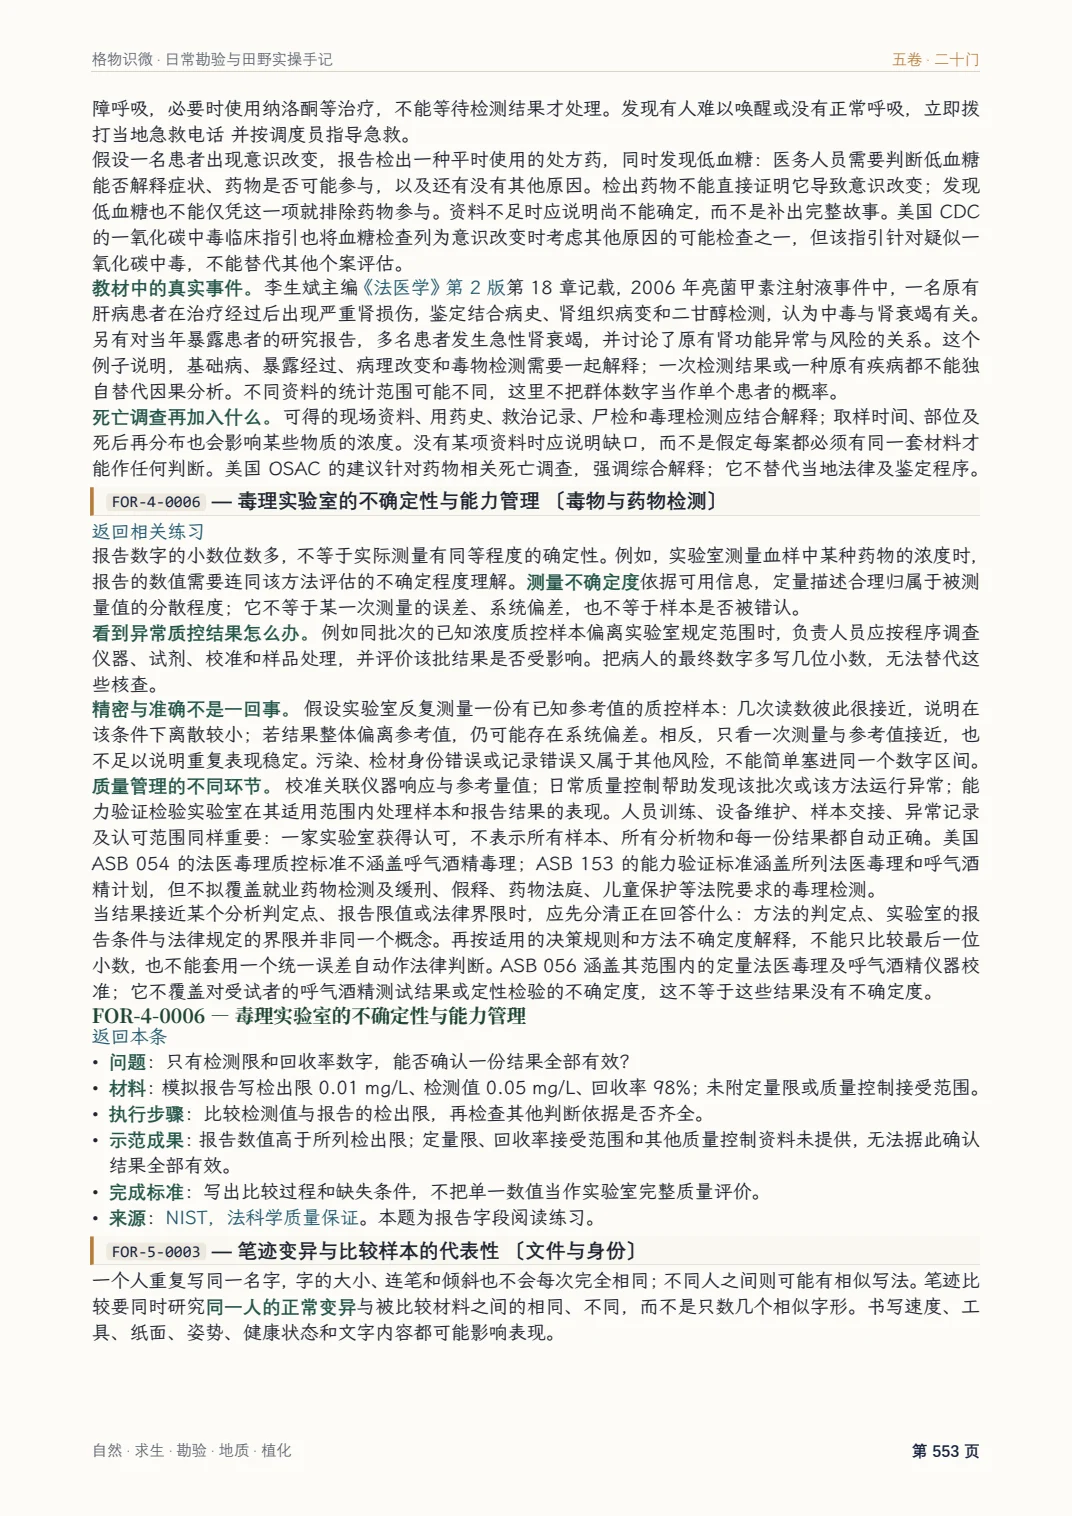 格物识微 · 日常勘验与田野实操手记
五卷 · 二十门
障呼吸，必要时使用纳洛酮等治疗，不能等待检测结果才处理。发现有人难以唤醒或没有正常呼吸，立即拨
打当地急救电话 并按调度员指导急救。
假设一名患者出现意识改变，报告检出一种平时使用的处方药，同时发现低血糖：医务人员需要判断低血糖
能否解释症状、药物是否可能参与，以及还有没有其他原因。检出药物不能直接证明它导致意识改变；发现
低血糖也不能仅凭这一项就排除药物参与。资料不足时应说明尚不能确定，而不是补出完整故事。美国 CDC
的一氧化碳中毒临床指引也将血糖检查列为意识改变时考虑其他原因的可能检查之一，但该指引针对疑似一
氧化碳中毒，不能替代其他个案评估。
教材中的真实事件。 李生斌主编《法医学》第 2 版第 18 章记载，2006 年亮菌甲素注射液事件中，一名原有
肝病患者在治疗经过后出现严重肾损伤，鉴定结合病史、肾组织病变和二甘醇检测，认为中毒与肾衰竭有关。
另有对当年暴露患者的研究报告，多名患者发生急性肾衰竭，并讨论了原有肾功能异常与风险的关系。这个
例子说明，基础病、暴露经过、病理改变和毒物检测需要一起解释；一次检测结果或一种原有疾病都不能独
自替代因果分析。不同资料的统计范围可能不同，这里不把群体数字当作单个患者的概率。
死亡调查再加入什么。 可得的现场资料、用药史、救治记录、尸检和毒理检测应结合解释；取样时间、部位及
死后再分布也会影响某些物质的浓度。没有某项资料时应说明缺口，而不是假定每案都必须有同一套材料才
能作任何判断。美国 OSAC 的建议针对药物相关死亡调查，强调综合解释；它不替代当地法律及鉴定程序。
FOR-4-0006 — 毒理实验室的不确定性与能力管理 〔毒物与药物检测〕
返回相关练习
报告数字的小数位数多，不等于实际测量有同等程度的确定性。例如，实验室测量血样中某种药物的浓度时，
报告的数值需要连同该方法评估的不确定程度理解。测量不确定度依据可用信息，定量描述合理归属于被测
量值的分散程度；它不等于某一次测量的误差、系统偏差，也不等于样本是否被错认。
看到异常质控结果怎么办。 例如同批次的已知浓度质控样本偏离实验室规定范围时，负责人员应按程序调查
仪器、试剂、校准和样品处理，并评价该批结果是否受影响。把病人的最终数字多写几位小数，无法替代这
些核查。
精密与准确不是一回事。 假设实验室反复测量一份有已知参考值的质控样本：几次读数彼此很接近，说明在
该条件下离散较小；若结果整体偏离参考值，仍可能存在系统偏差。相反，只看一次测量与参考值接近，也
不足以说明重复表现稳定。污染、检材身份错误或记录错误又属于其他风险，不能简单塞进同一个数字区间。
质量管理的不同环节。 校准关联仪器响应与参考量值；日常质量控制帮助发现该批次或该方法运行异常；能
力验证检验实验室在其适用范围内处理样本和报告结果的表现。人员训练、设备维护、样本交接、异常记录
及认可范围同样重要：一家实验室获得认可，不表示所有样本、所有分析物和每一份结果都自动正确。美国
ASB 054 的法医毒理质控标准不涵盖呼气酒精毒理；ASB 153 的能力验证标准涵盖所列法医毒理和呼气酒
精计划，但不拟覆盖就业药物检测及缓刑、假释、药物法庭、儿童保护等法院要求的毒理检测。
当结果接近某个分析判定点、报告限值或法律界限时，应先分清正在回答什么：方法的判定点、实验室的报
告条件与法律规定的界限并非同一个概念。再按适用的决策规则和方法不确定度解释，不能只比较最后一位
小数，也不能套用一个统一误差自动作法律判断。ASB 056 涵盖其范围内的定量法医毒理及呼气酒精仪器校
准；它不覆盖对受试者的呼气酒精测试结果或定性检验的不确定度，这不等于这些结果没有不确定度。
FOR-4-0006 — 毒理实验室的不确定性与能力管理
返回本条
• 问题：只有检测限和回收率数字，能否确认一份结果全部有效？
• 材料：模拟报告写检出限 0.01 mg/L、检测值 0.05 mg/L、回收率 98%；未附定量限或质量控制接受范围。
• 执行步骤：比较检测值与报告的检出限，再检查其他判断依据是否齐全。
• 示范成果：报告数值高于所列检出限；定量限、回收率接受范围和其他质量控制资料未提供，无法据此确认
结果全部有效。
• 完成标准：写出比较过程和缺失条件，不把单一数值当作实验室完整质量评价。
• 来源：NIST，法科学质量保证。本题为报告字段阅读练习。
FOR-5-0003 — 笔迹变异与比较样本的代表性 〔文件与身份〕
一个人重复写同一名字，字的大小、连笔和倾斜也不会每次完全相同；不同人之间则可能有相似写法。笔迹比
较要同时研究同一人的正常变异与被比较材料之间的相同、不同，而不是只数几个相似字形。书写速度、工
具、纸面、姿势、健康状态和文字内容都可能影响表现。
自然 · 求生 · 勘验 · 地质 · 植化
第 553 页